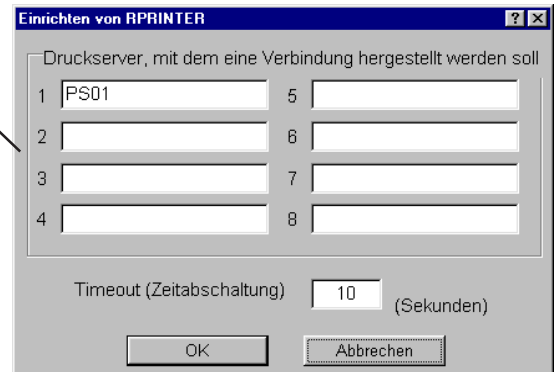 Einrichten von RPRINTER
Druckserver, mit dem eine Verbindung hergestellt werden soll
1 PS01 5
2 6
3 7
4 8
Timeout (Zeitabschaltung) 10 (Sekunden)
OK Abbrechen